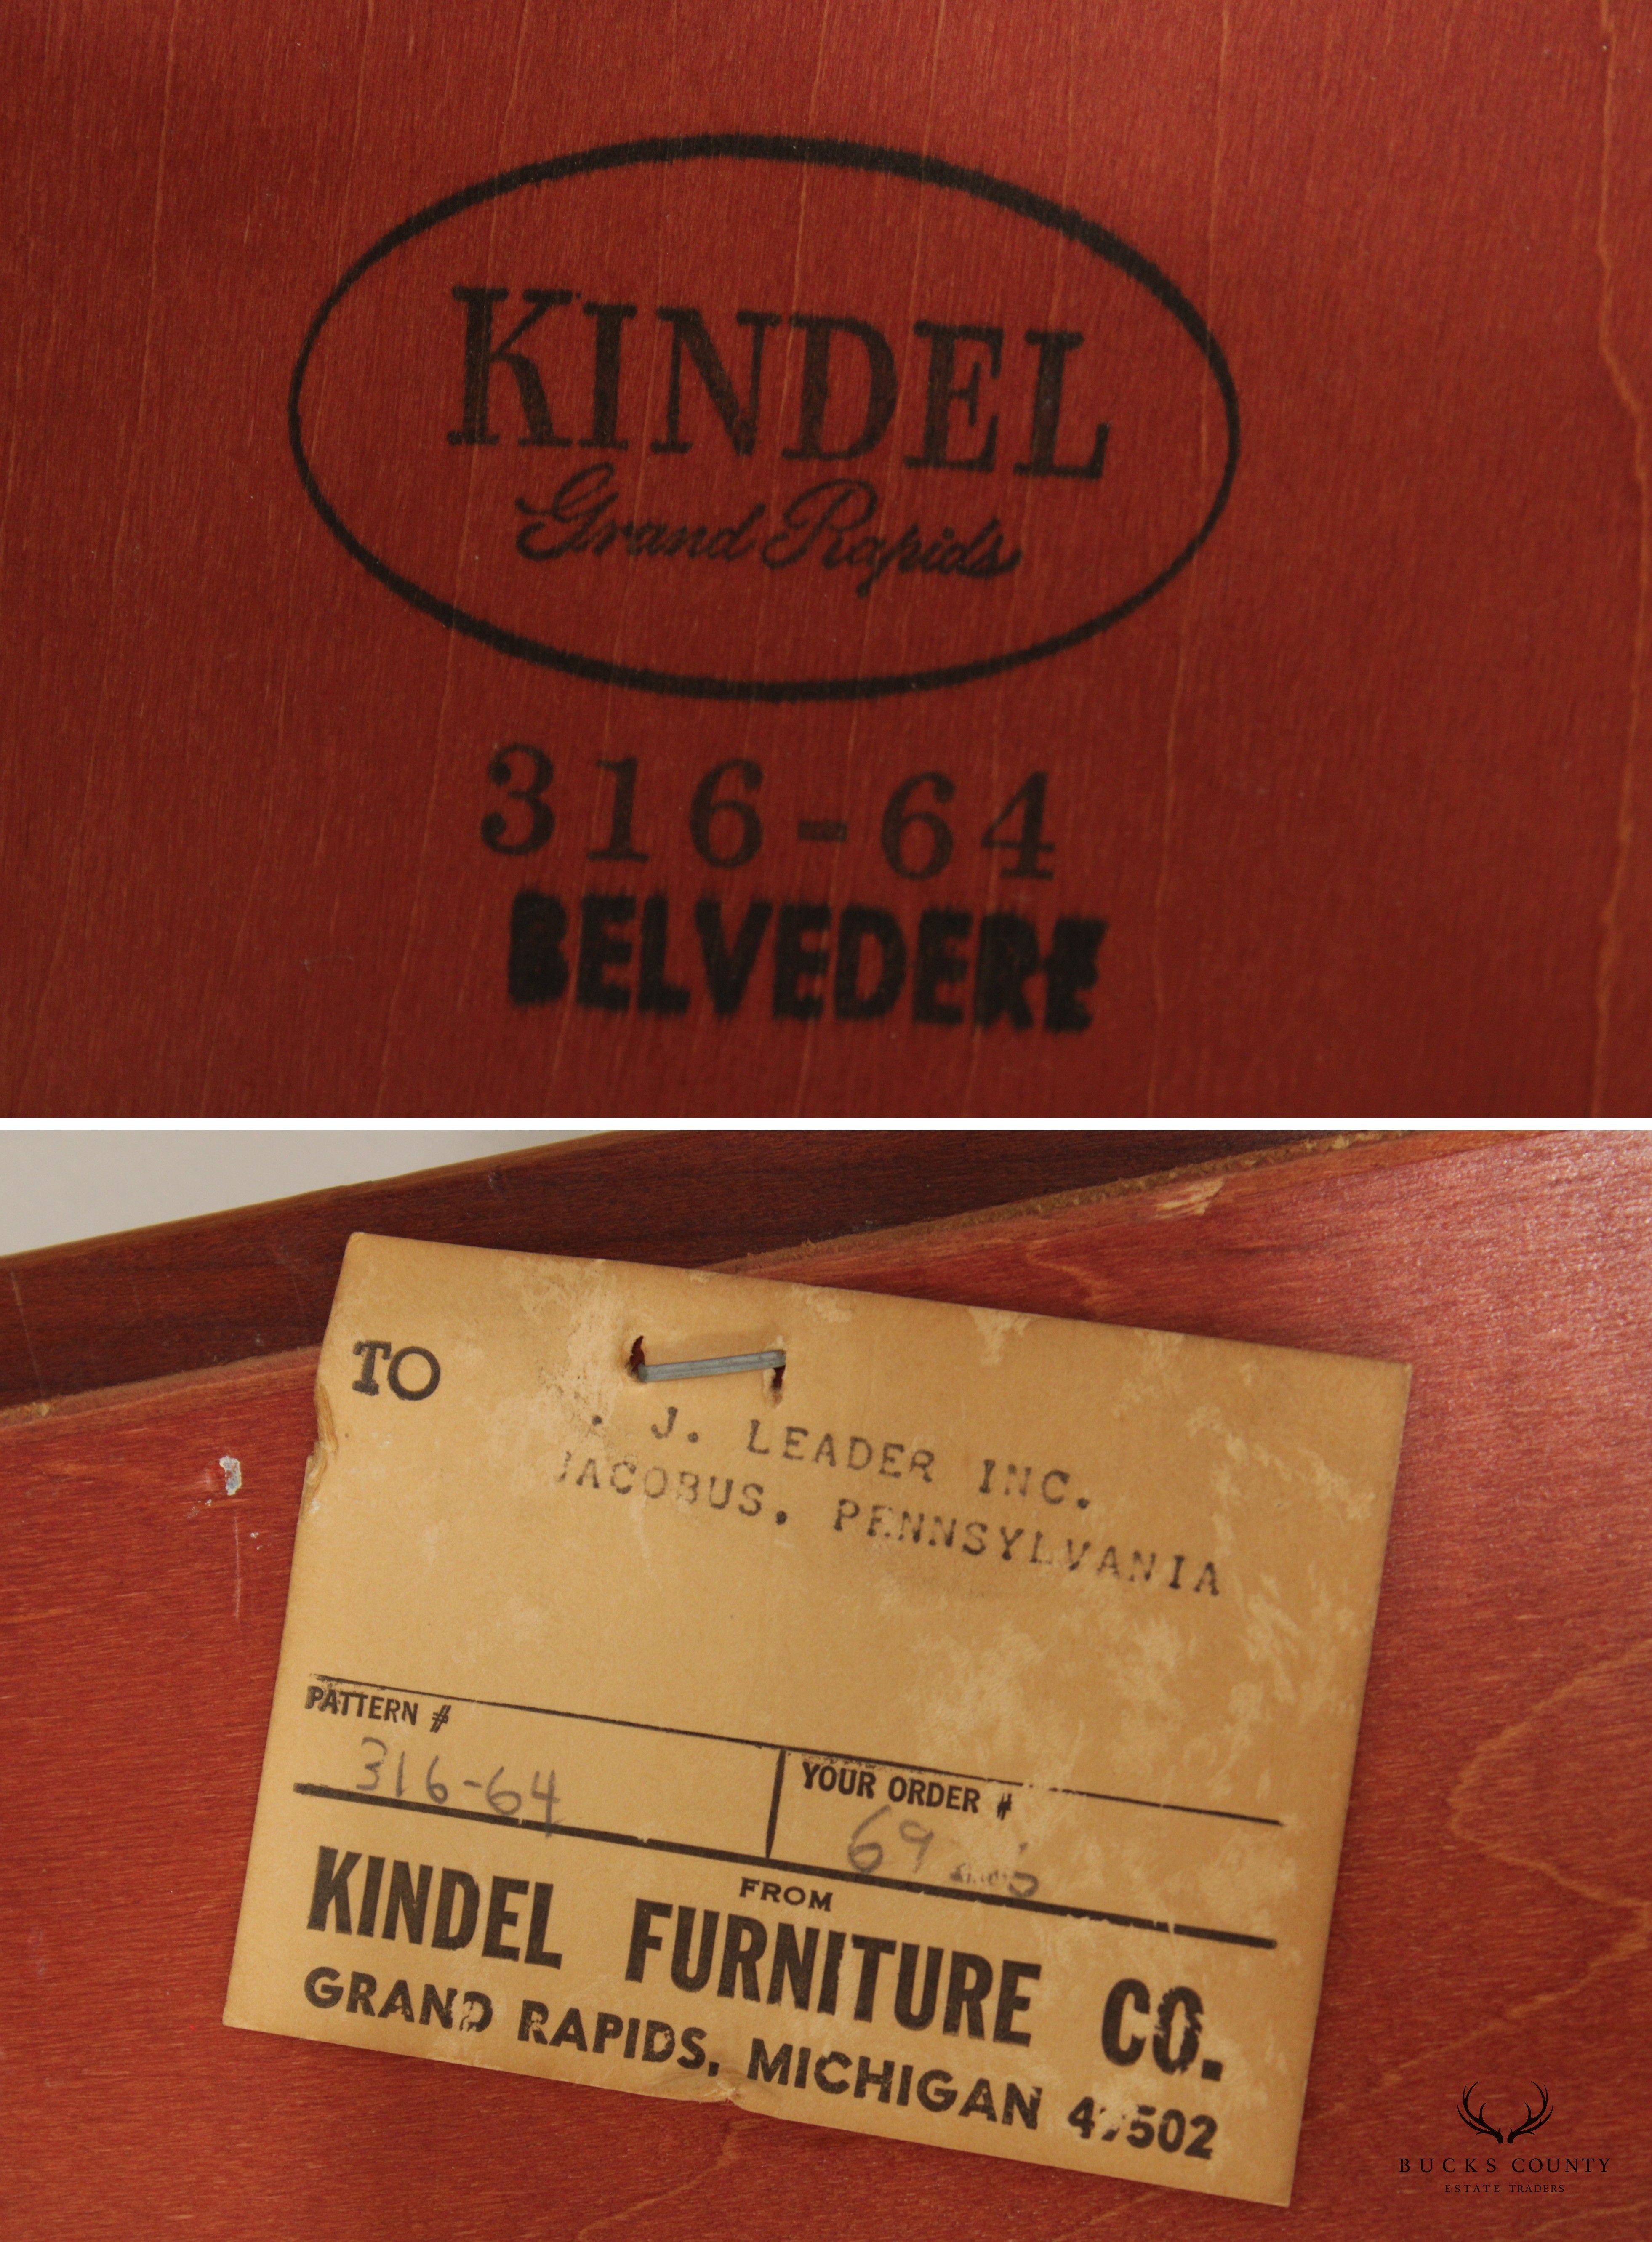 KINDEL
Grand Rapids
316-64
BELVEDERE
TO
. J. LEADER INC.
JACOBUS, PENNSYLVANIA
PATTERN #
316-64
YOUR ORDER #
FROM
KINDEL FURNITURE CO.
GRAND RAPIDS, MICHIGAN
BUCKS COUNTY
ESTATE TRADERS